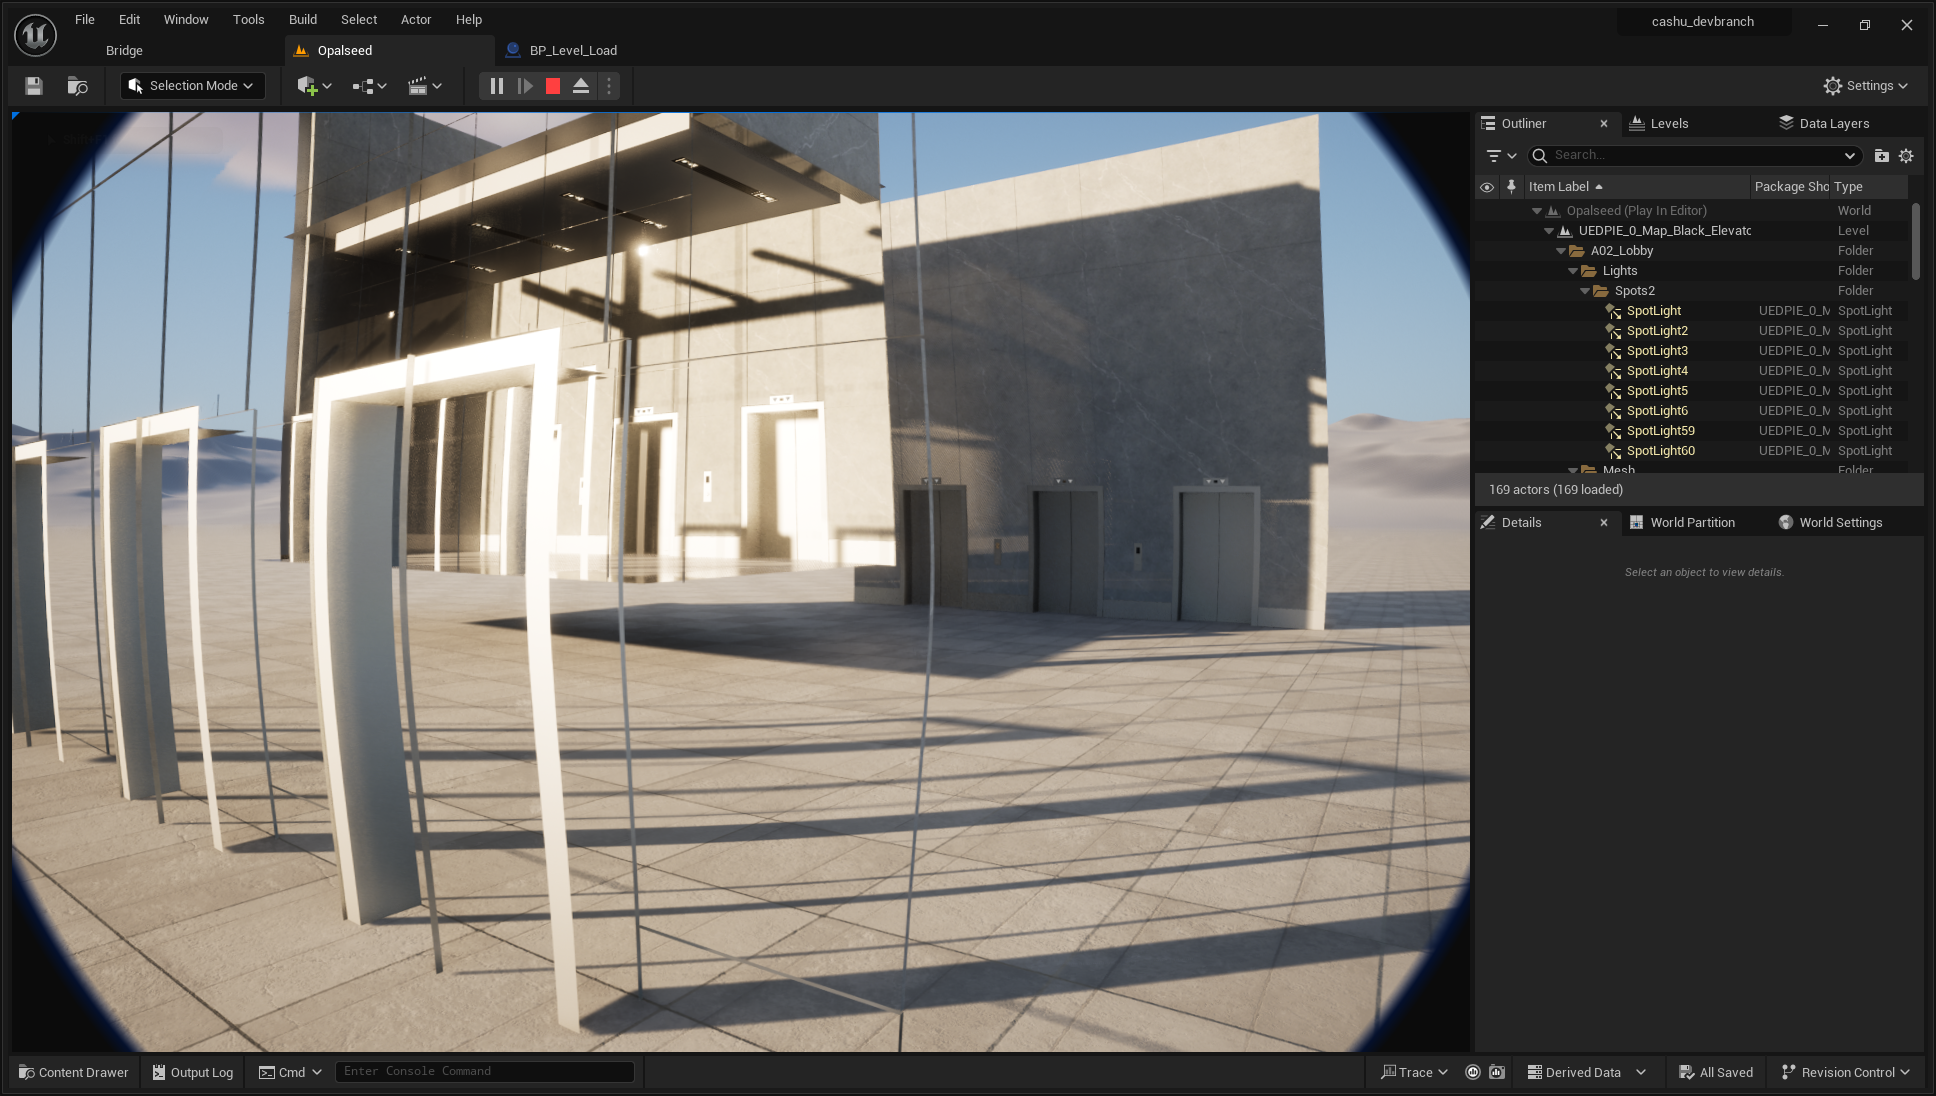 File Edit Window Tools Build Select Actor Help
cashu_devbranch
Bridge
Opalseed
BP_Level_Load
Selection Mode
Settings
Outliner
Levels
Data Layers
Search...
Item Label
Package Sho
Type
Opalseed (Play In Editor) World
UEDPIE_0_Map_Black_Elevato Level
A02_Lobby Folder
Lights Folder
Spots2 Folder
SpotLight UEDPIE_0_M SpotLight
SpotLight2 UEDPIE_0_M SpotLight
SpotLight3 UEDPIE_0_M SpotLight
SpotLight4 UEDPIE_0_M SpotLight
SpotLight5 UEDPIE_0_M SpotLight
SpotLight6 UEDPIE_0_M SpotLight
SpotLight59 UEDPIE_0_M SpotLight
SpotLight60 UEDPIE_0_M SpotLight
Mesh Folder
169 actors (169 loaded)
Details
World Partition
World Settings
Select an object to view details.
Content Drawer
Output Log
Cmd
Enter Console Command
Trace
Derived Data
All Saved
Revision Control